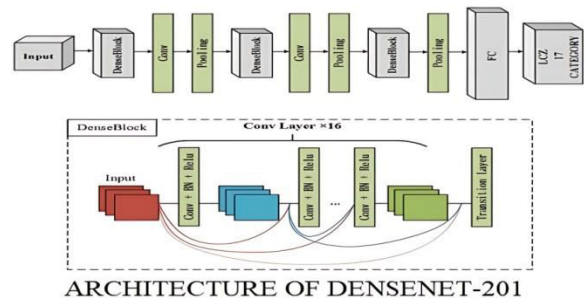 Input
DenseBlock
Conv
Pooling
DenseBlock
Conv
Pooling
DenseBlock
Pooling
FC
LCZ
17
CATEGORY
DenseBlock
Conv Layer ×16
Input
Conv + BN + Relu
Conv + BN + Relu
...
Conv + BN + Relu
Transition Layer
ARCHITECTURE OF DENSENET-201